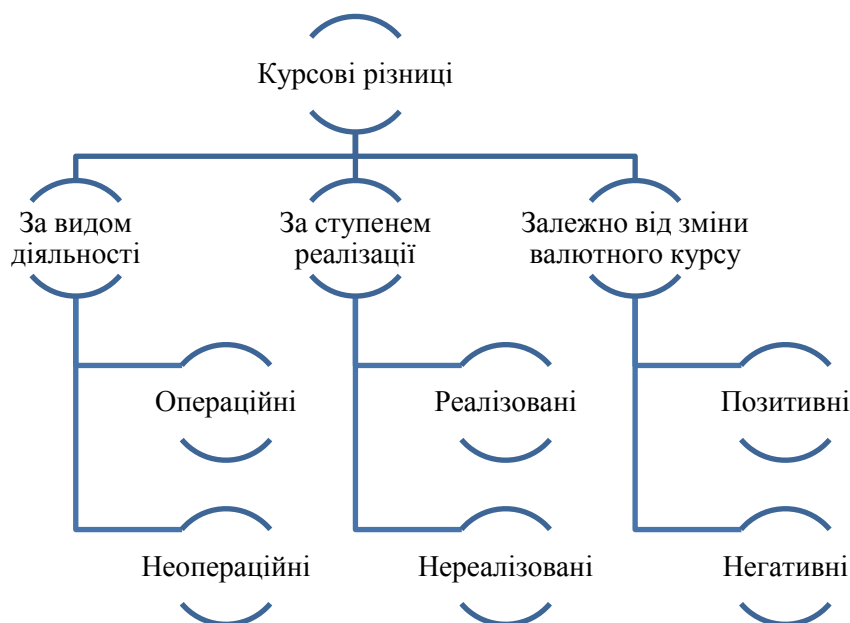 Курсові різниці
За видом
діяльності
За ступенем
реалізації
Залежно від зміни
валютного курсу
Операційні
Реалізовані
Позитивні
Неопераційні
Нереалізовані
Негативні